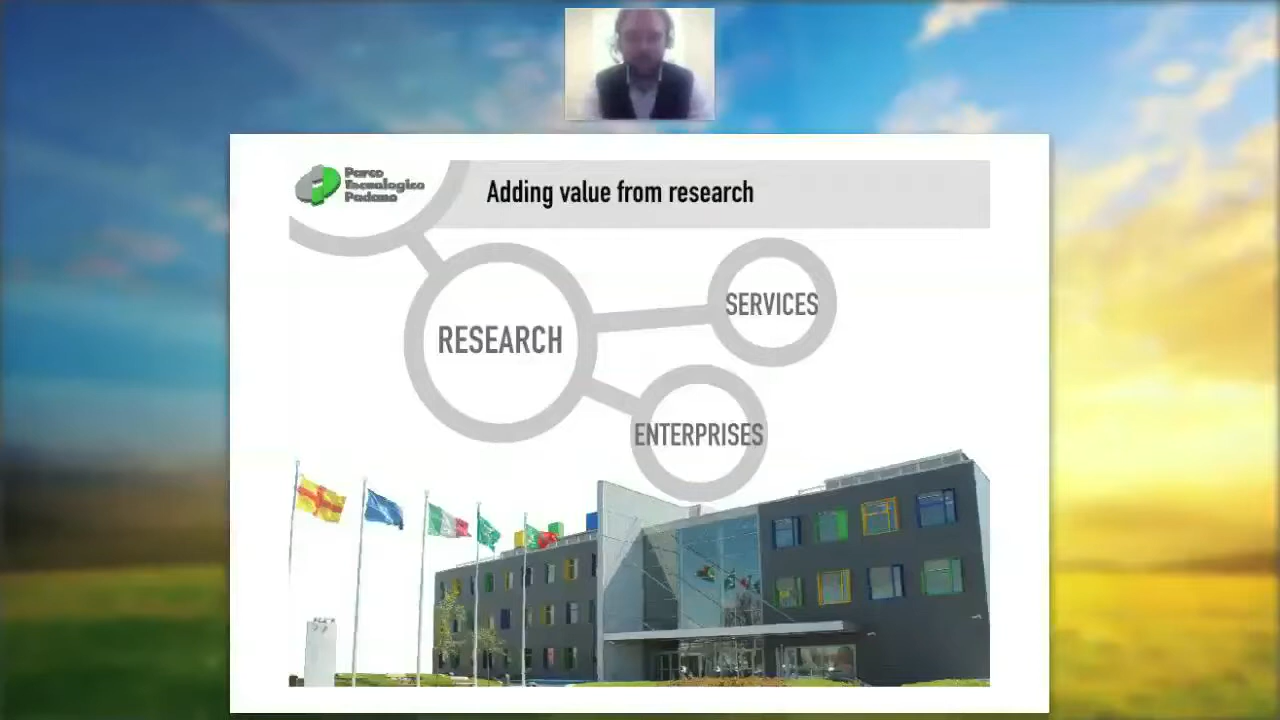 Parco
Tecnologico
Padano
Adding value from research
RESEARCH
SERVICES
ENTERPRISES